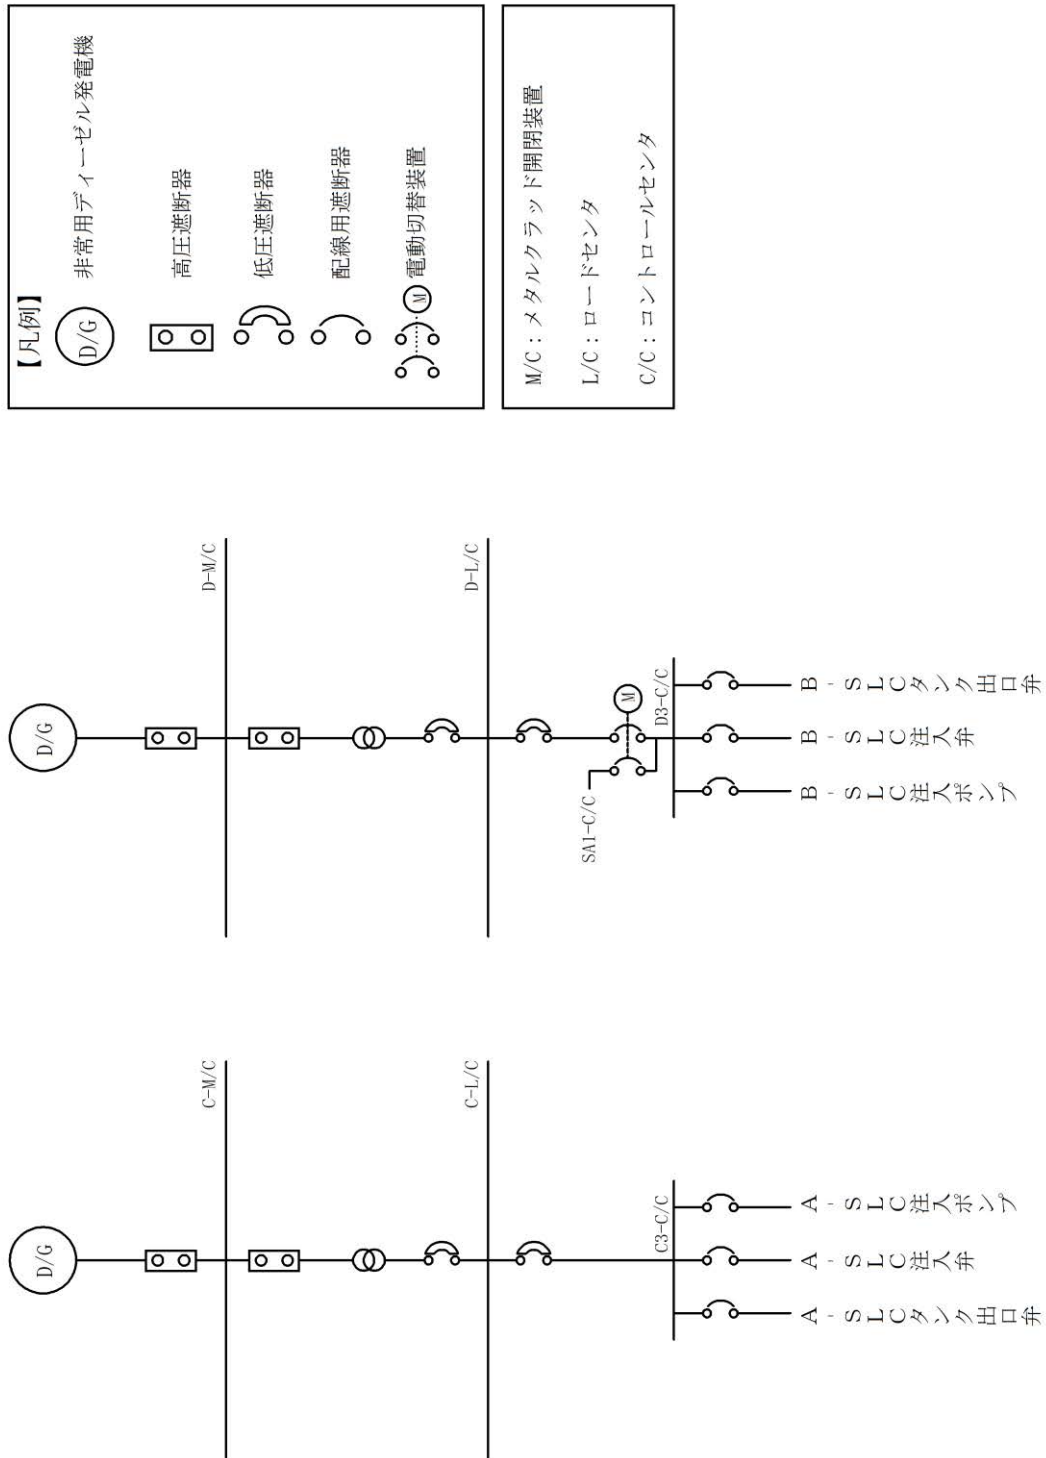 【凡例】
D/G
非常用ディーゼル発電機
高圧遮断器
低圧遮断器
配線用遮断器
M
電動切替装置
M/C：メタルクラッド開閉装置
L/C：ロードセンタ
C/C：コントロールセンタ
D/G
C-M/C
C-L/C
C3-C/C
A-SLCタンク出口弁
A-SLC注入弁
A-SLC注入ポンプ
D/G
D-M/C
D-L/C
SA1-C/C
M
D3-C/C
B-SLC注入ポンプ
B-SLC注入弁
B-SLCタンク出口弁